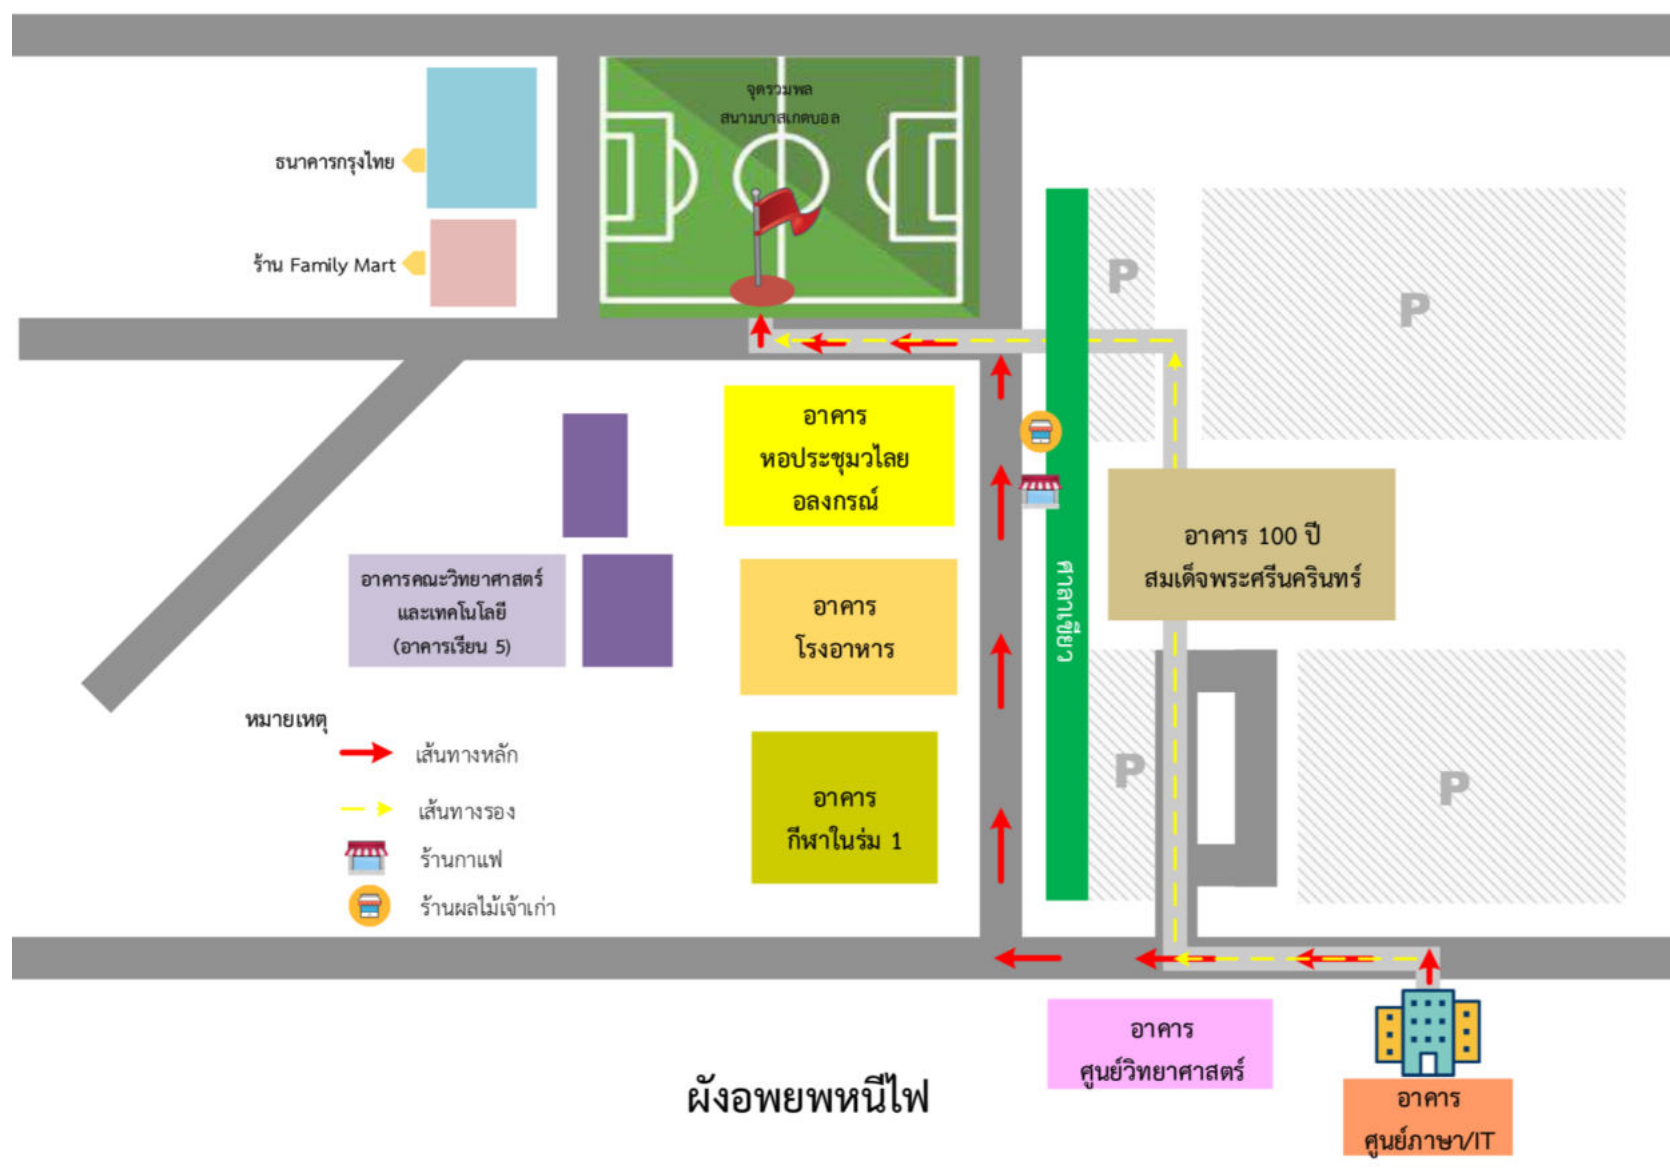 จุดรวมพล
สนามบาสเกตบอล
ธนาคารกรุงไทย
ร้าน Family Mart
P
P
อาคาร
หอประชุมวไลย
อลงกรณ์
อาคาร 100 ปี
สมเด็จพระศรีนครินทร์
ศาลาเขียว
อาคารคณะวิทยาศาสตร์
และเทคโนโลยี
(อาคารเรียน 5)
อาคาร
โรงอาหาร
หมายเหตุ
เส้นทางหลัก
เส้นทางรอง
ร้านกาแฟ
ร้านผลไม้เจ้าเก่า
อาคาร
กีฬาในร่ม 1
P
P
อาคาร
ศูนย์วิทยาศาสตร์
ผังอพยพหนีไฟ
อาคาร
ศูนย์ภาษา/IT